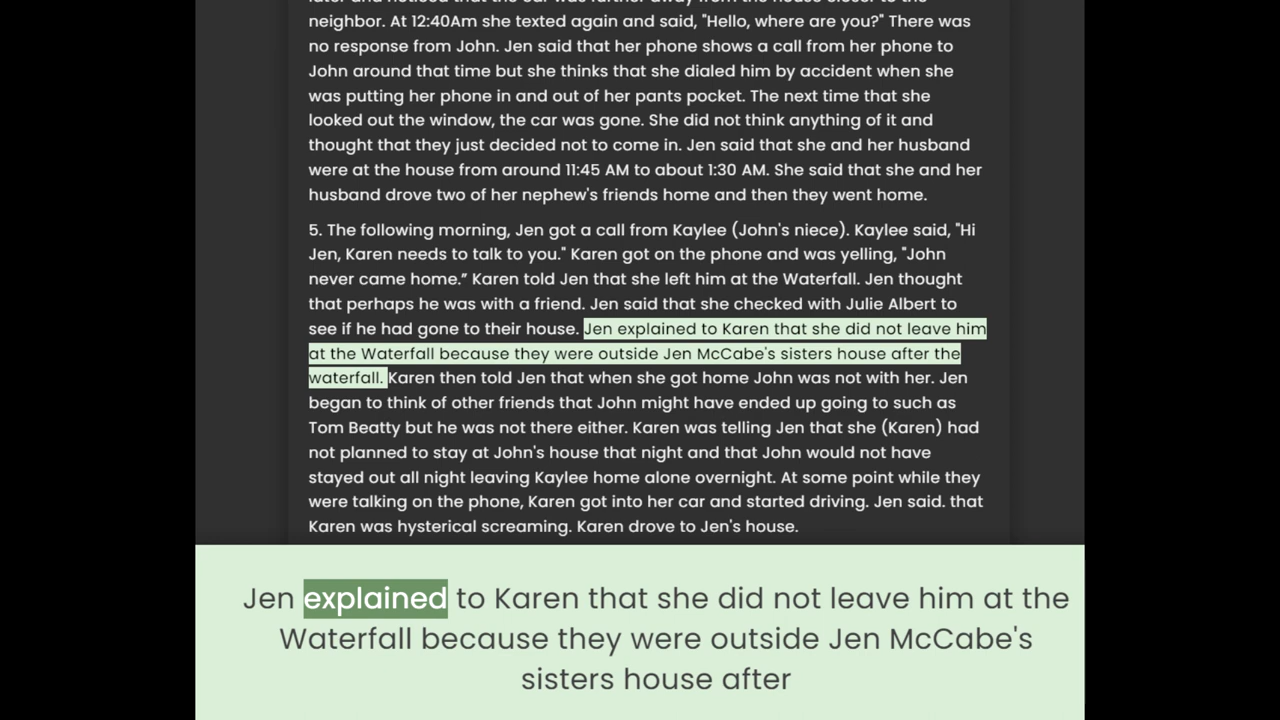 neighbor. At 12:40Am she texted again and said, "Hello, where are you?" There was
no response from John. Jen said that her phone shows a call from her phone to
John around that time but she thinks that she dialed him by accident when she
was putting her phone in and out of her pants pocket. The next time that she
looked out the window, the car was gone. She did not think anything of it and
thought that they just decided not to come in. Jen said that she and her husband
were at the house from around 11:45 AM to about 1:30 AM. She said that she and her
husband drove two of her nephew's friends home and then they went home.
5. The following morning, Jen got a call from Kaylee (John's niece). Kaylee said, "Hi
Jen, Karen needs to talk to you." Karen got on the phone and was yelling, "John
never came home.” Karen told Jen that she left him at the Waterfall. Jen thought
that perhaps he was with a friend. Jen said that she checked with Julie Albert to
see if he had gone to their house. Jen explained to Karen that she did not leave him
at the Waterfall because they were outside Jen McCabe's sisters house after the
waterfall. Karen then told Jen that when she got home John was not with her. Jen
began to think of other friends that John might have ended up going to such as
Tom Beatty but he was not there either. Karen was telling Jen that she (Karen) had
not planned to stay at John's house that night and that John would not have
stayed out all night leaving Kaylee home alone overnight. At some point while they
were talking on the phone, Karen got into her car and started driving. Jen said. that
Karen was hysterical screaming. Karen drove to Jen's house.
Jen explained to Karen that she did not leave him at the
Waterfall because they were outside Jen McCabe's
sisters house after